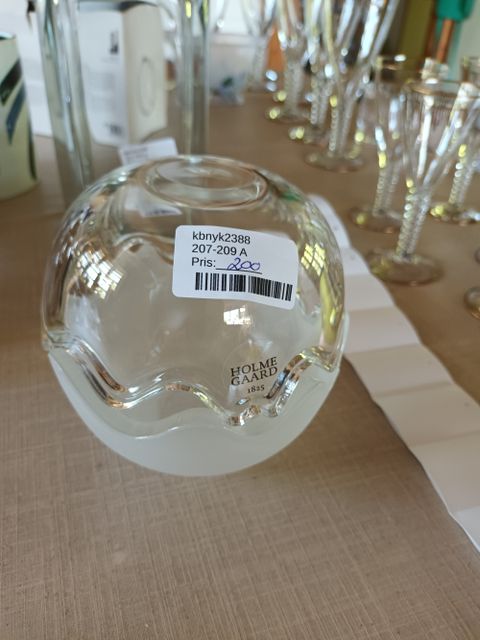 kbnyk2388
207-209 A
Pris: 200
HOLME
GAARD
1825